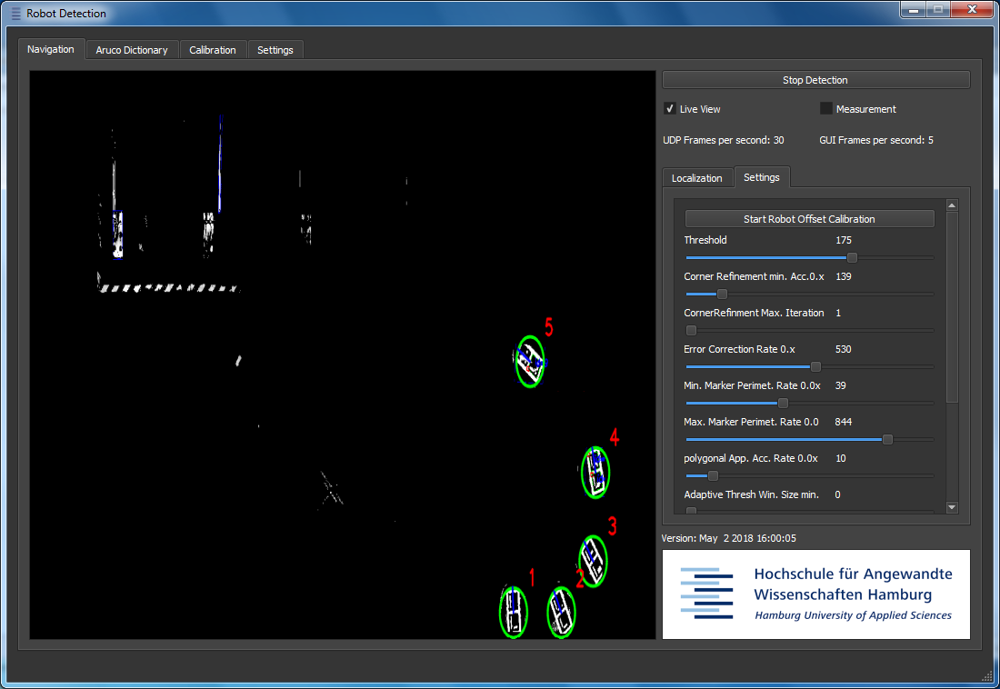 Robot Detection
Navigation
Aruco Dictionary
Calibration
Settings
Stop Detection
Live View
Measurement
UDP Frames per second: 30
GUI Frames per second: 5
Localization
Settings
Start Robot Offset Calibration
Threshold 175
Corner Refinement min. Acc.0.x 139
CornerRefinment Max. Iteration 1
Error Correction Rate 0.x 530
Min. Marker Perimet. Rate 0.0x 39
Max. Marker Perimet. Rate 0.0 844
polygonal App. Acc. Rate 0.0x 10
Adaptive Thresh Win. Size min. 0
5
4
3
1
2
Version: May 2 2018 16:00:05
Hochschule für Angewandte
Wissenschaften Hamburg
Hamburg University of Applied Sciences